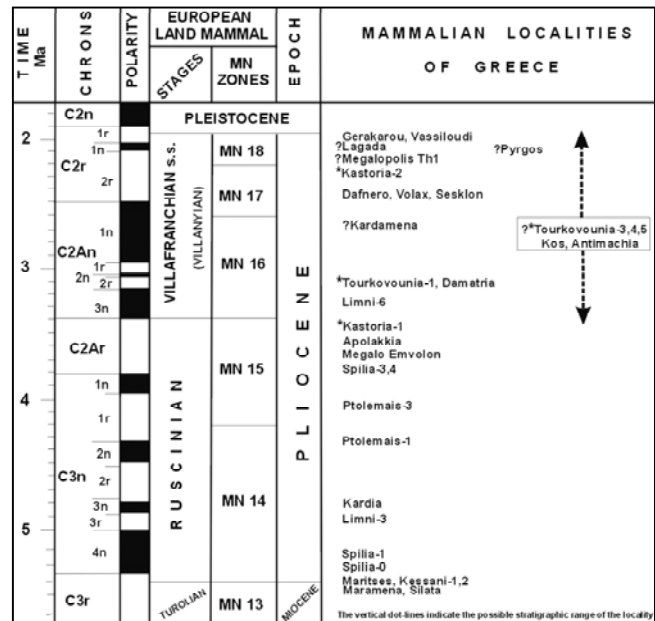 TIME
Ma
CHRONS
POLARITY
EUROPEAN
LAND MAMMAL
STAGES
MN
ZONES
EPOCH
MAMMALIAN LOCALITIES
OF GREECE
C2n
PLEISTOCENE
2
1r
C2r
1n
2r
MN 18
MN 17
Gerakarou, Vassiloudi
?Lagada
?Pyrgos
?Megalopolis Th1
*Kastoria-2
Dafnero, Volax, Sesklon
VILLAFRANCHIAN s.s.
(VILLANYIAN)
1n
C2An
MN 16
?Kardamena
?*Tourkovounia-3,4,5
Kos, Antimachia
3
1r
2n
2r
3n
*Tourkovounia-1, Damatria
Limni-6
C2Ar
MN 15
*Kastoria-1
Apolakkia
Megalo Emvolon
Spilia-3,4
PLIOCENE
RUSCINIAN
4
1n
1r
Ptolemais-3
2n
Ptolemais-1
C3n
2r
MN 14
3n
3r
Kardia
Limni-3
5
4n
Spilia-1
Spilia-0
Maritses, Kessani-1,2
Maramena, Silata
C3r
TUROLIAN
MN 13
MIOCENE
The vertical dot-lines indicate the possible stratigraphic range of the locality